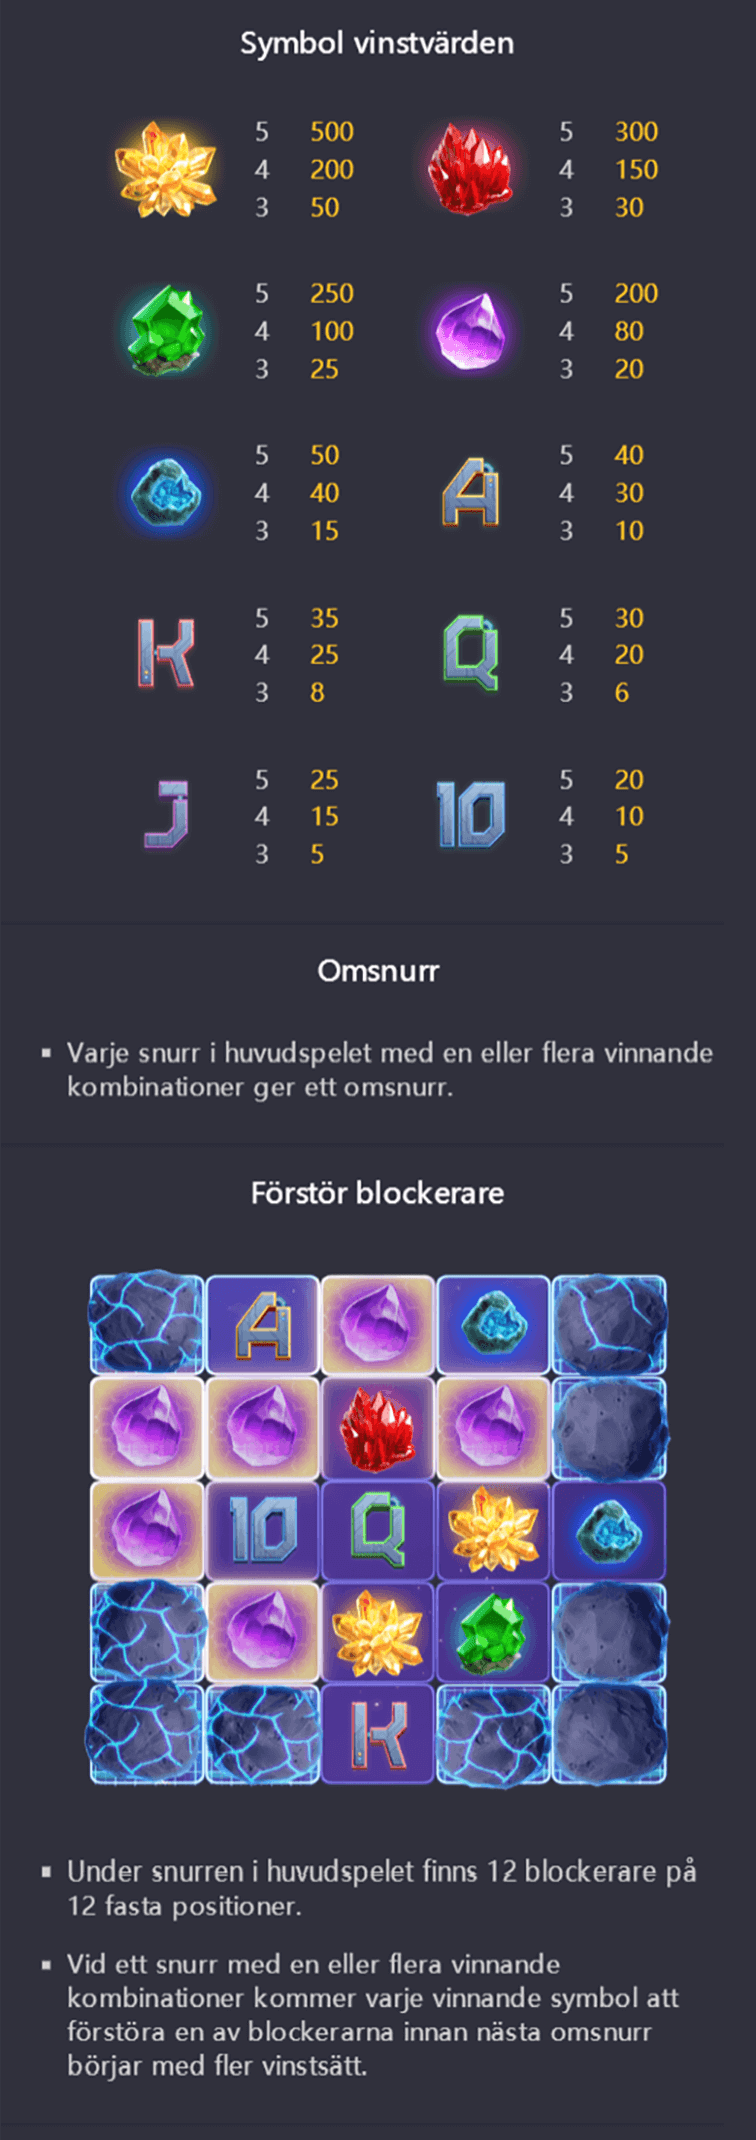 Symbol vinstvärden
5 500 5 300
4 200 4 150
3 50 3 30
5 250 5 200
4 100 4 80
3 25 3 20
5 50 5 40
4 40 A 4 30
3 15 3 10
5 35 5 30
K 4 25 Q 4 20
3 8 3 6
5 25 5 20
J 4 15 10 4 10
3 5 3 5
Omsnurr
▪ Varje snurr i huvudspelet med en eller flera vinnande
kombinationer ger ett omsnurr.
Förstör blockerare
A
10 Q
K
▪ Under snurren i huvudspelet finns 12 blockerare på
12 fasta positioner.
▪ Vid ett snurr med en eller flera vinnande
kombinationer kommer varje vinnande symbol att
förstöra en av blockerarna innan nästa omsnurr
börjar med fler vinstsätt.